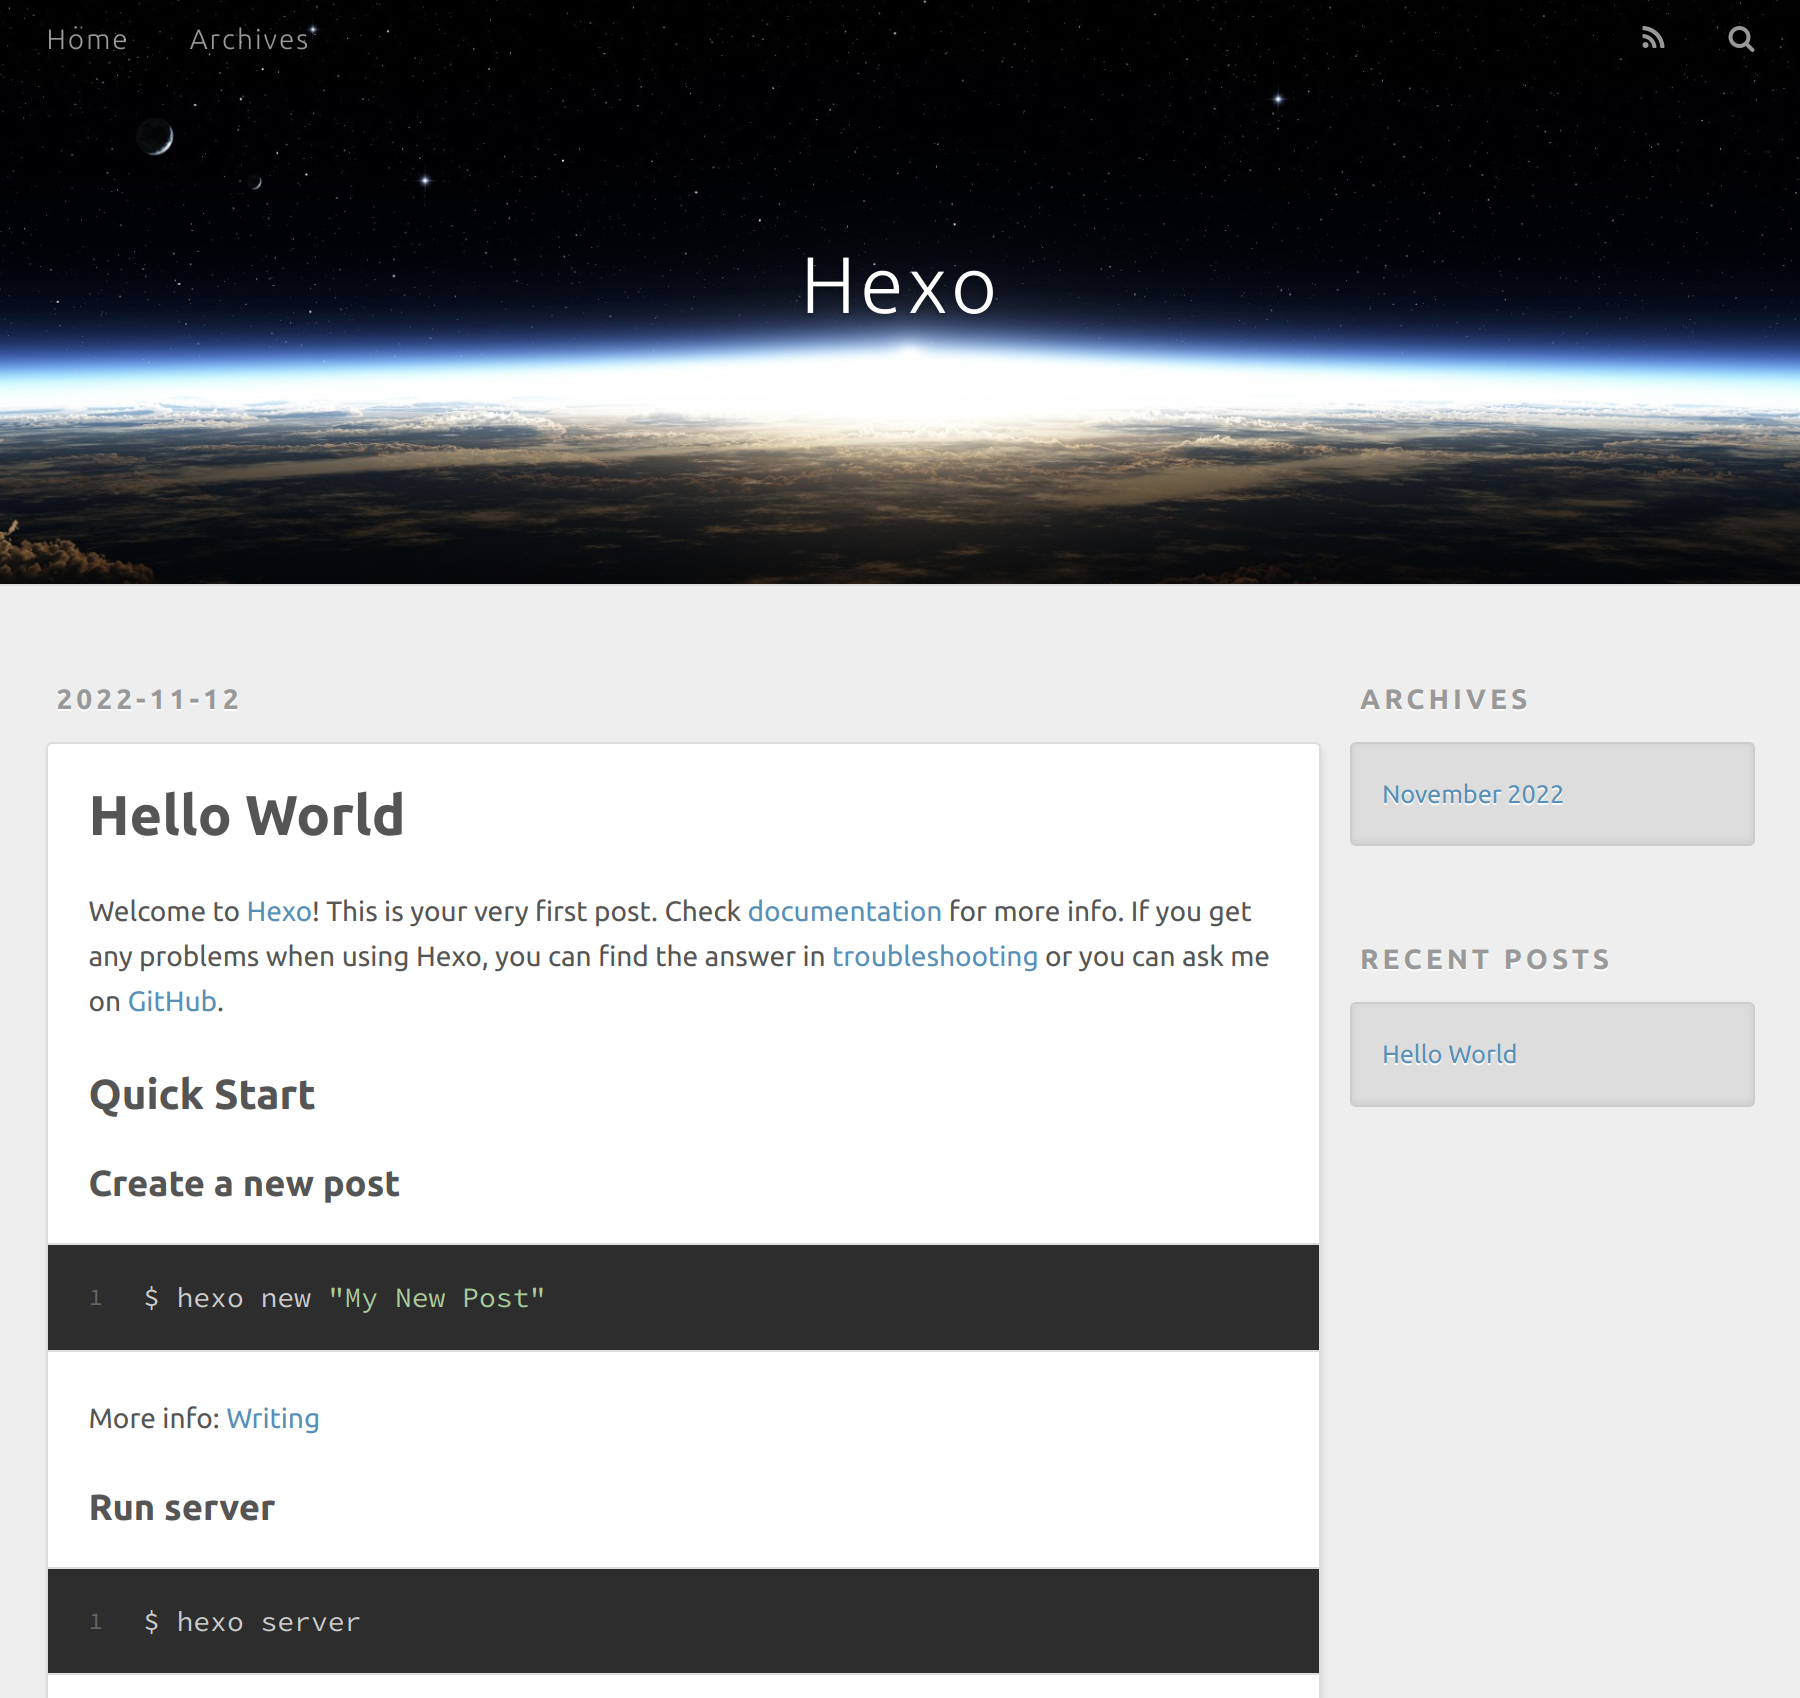 Home Archives
Hexo
2022-11-12
Hello World
Welcome to Hexo! This is your very first post. Check documentation for more info. If you get
any problems when using Hexo, you can find the answer in troubleshooting or you can ask me
on GitHub.
Quick Start
Create a new post
1 $ hexo new "My New Post"
More info: Writing
Run server
1 $ hexo server
ARCHIVES
November 2022
RECENT POSTS
Hello World